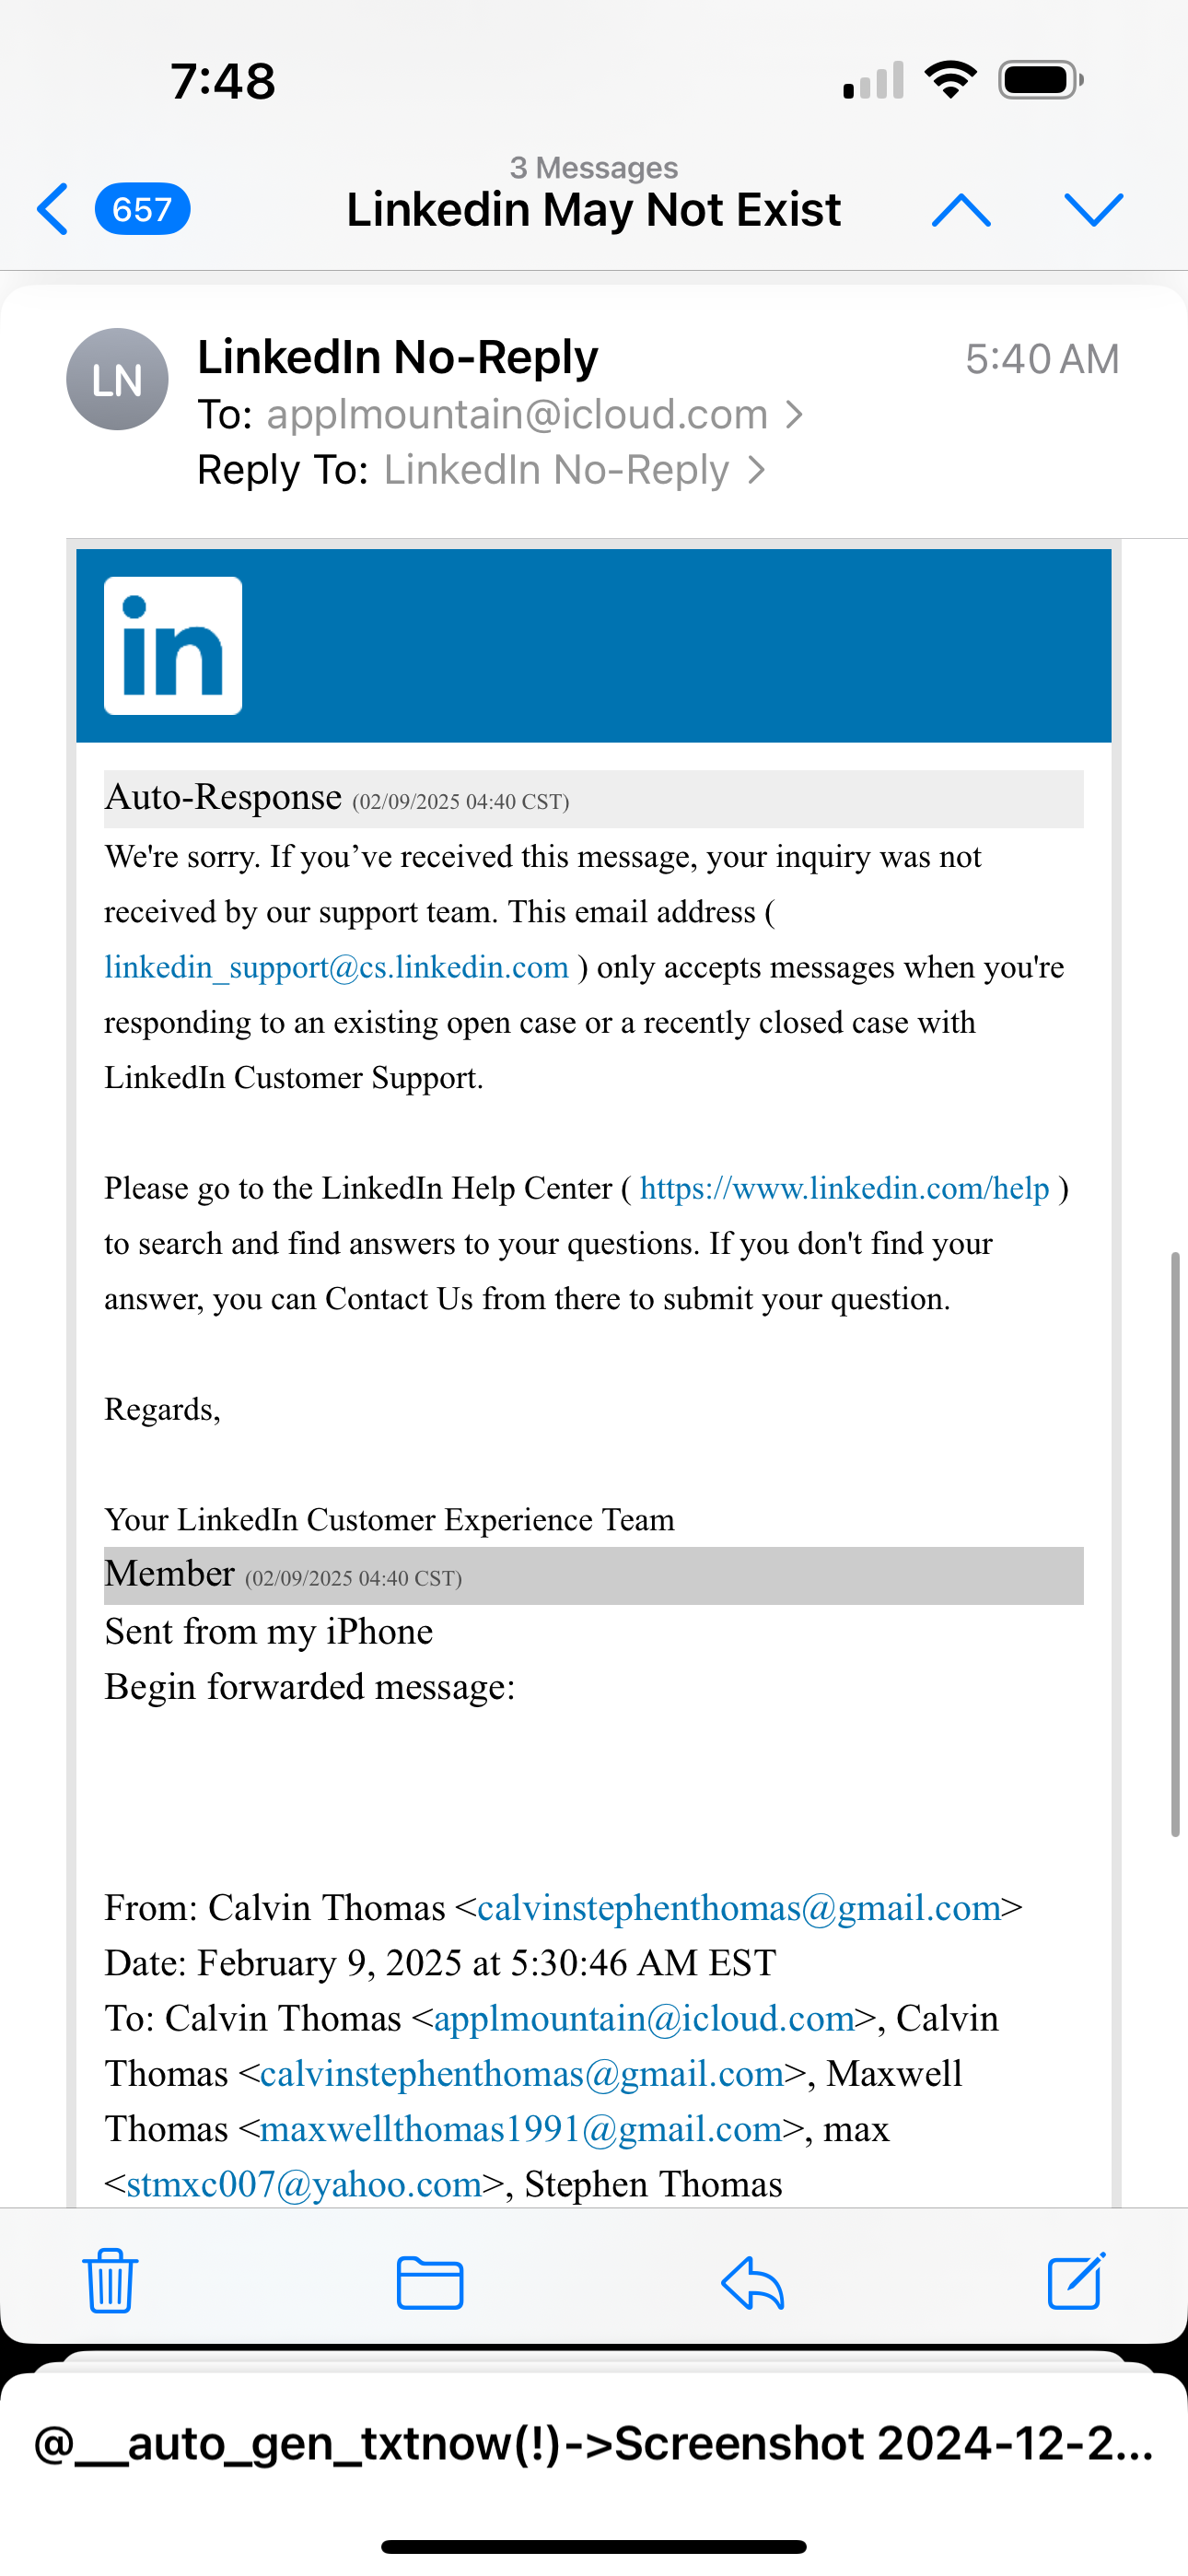 7:48
3 Messages
657
Linkedin May Not Exist
LN
LinkedIn No-Reply
5:40 AM
To: applmountain@icloud.com
Reply To: LinkedIn No-Reply
in
Auto-Response (02/09/2025 04:40 CST)
We're sorry. If you’ve received this message, your inquiry was not
received by our support team. This email address (
linkedin_support@cs.linkedin.com ) only accepts messages when you're
responding to an existing open case or a recently closed case with
LinkedIn Customer Support.
Please go to the LinkedIn Help Center ( https://www.linkedin.com/help )
to search and find answers to your questions. If you don't find your
answer, you can Contact Us from there to submit your question.
Regards,
Your LinkedIn Customer Experience Team
Member (02/09/2025 04:40 CST)
Sent from my iPhone
Begin forwarded message:
From: Calvin Thomas <calvinstephenthomas@gmail.com>
Date: February 9, 2025 at 5:30:46 AM EST
To: Calvin Thomas <applmountain@icloud.com>, Calvin
Thomas <calvinstephenthomas@gmail.com>, Maxwell
Thomas <maxwellthomas1991@gmail.com>, max
<stmxc007@yahoo.com>, Stephen Thomas
@__auto_gen_txtnow(!)->Screenshot 2024-12-2...